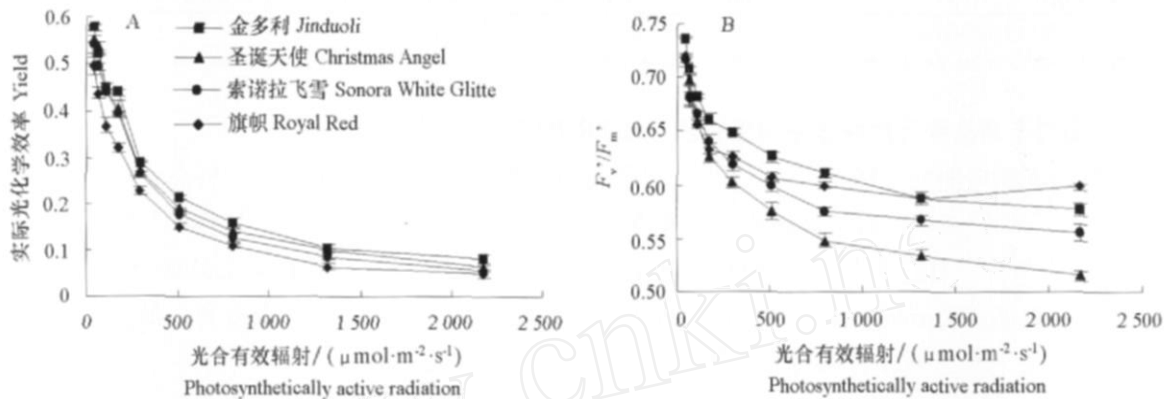 A
金多利 Jinduoli
圣诞天使 Christmas Angel
索诺拉飞雪 Sonora White Glitte
旗帜 Royal Red
实际光化学效率 Yield
0.6
0.5
0.4
0.3
0.2
0.1
0
0
500
1 000
1 500
2 000
2 500
光合有效辐射/(μmol·m⁻²·s⁻¹)
Photosynthetically active radiation
B
Fv'/Fm'
0.75
0.70
0.65
0.60
0.55
0.50
0
500
1 000
1 500
2 000
2 500
光合有效辐射/(μmol·m⁻²·s⁻¹)
Photosynthetically active radiation
.cnki.net